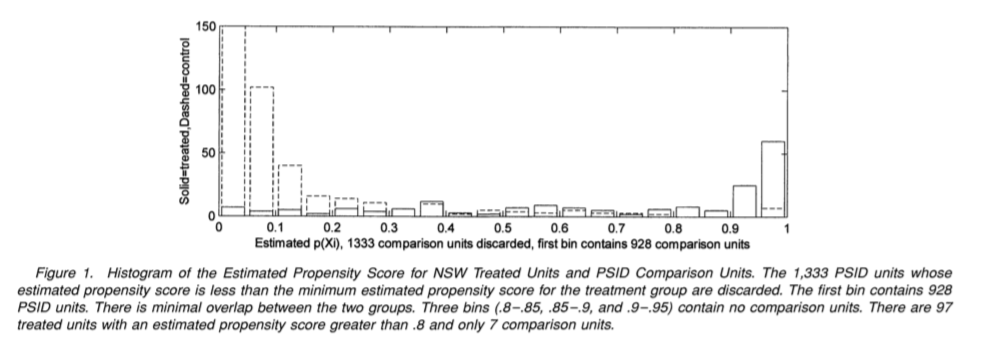 150
100
50
0
Solid=treated,Dashed=control
0 0.1 0.2 0.3 0.4 0.5 0.6 0.7 0.8 0.9 1
Estimated p(Xi), 1333 comparison units discarded, first bin contains 928 comparison units
Figure 1. Histogram of the Estimated Propensity Score for NSW Treated Units and PSID Comparison Units. The 1,333 PSID units whose
estimated propensity score is less than the minimum estimated propensity score for the treatment group are discarded. The first bin contains 928
PSID units. There is minimal overlap between the two groups. Three bins (.8–.85, .85–.9, and .9–.95) contain no comparison units. There are 97
treated units with an estimated propensity score greater than .8 and only 7 comparison units.